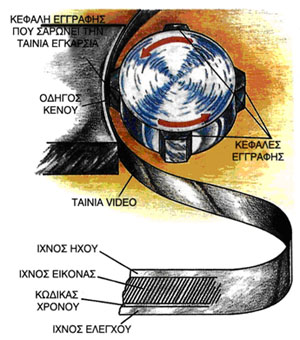 ΚΕΦΑΛΗ ΕΓΓΡΑΦΗΣ
ΠΟΥ ΣΑΡΩΝΕΙ ΤΗΝ
ΤΑΙΝΙΑ ΕΓΚΑΡΣΙΑ
ΟΔΗΓΟΣ
ΚΕΝΟΥ
ΚΕΦΑΛΕΣ
ΕΓΓΡΑΦΗΣ
ΤΑΙΝΙΑ VIDEO
ΙΧΝΟΣ ΗΧΟΥ
ΙΧΝΟΣ ΕΙΚΟΝΑΣ
ΚΩΔΙΚΑΣ
ΧΡΟΝΟΥ
ΙΧΝΟΣ ΕΛΕΓΧΟΥ